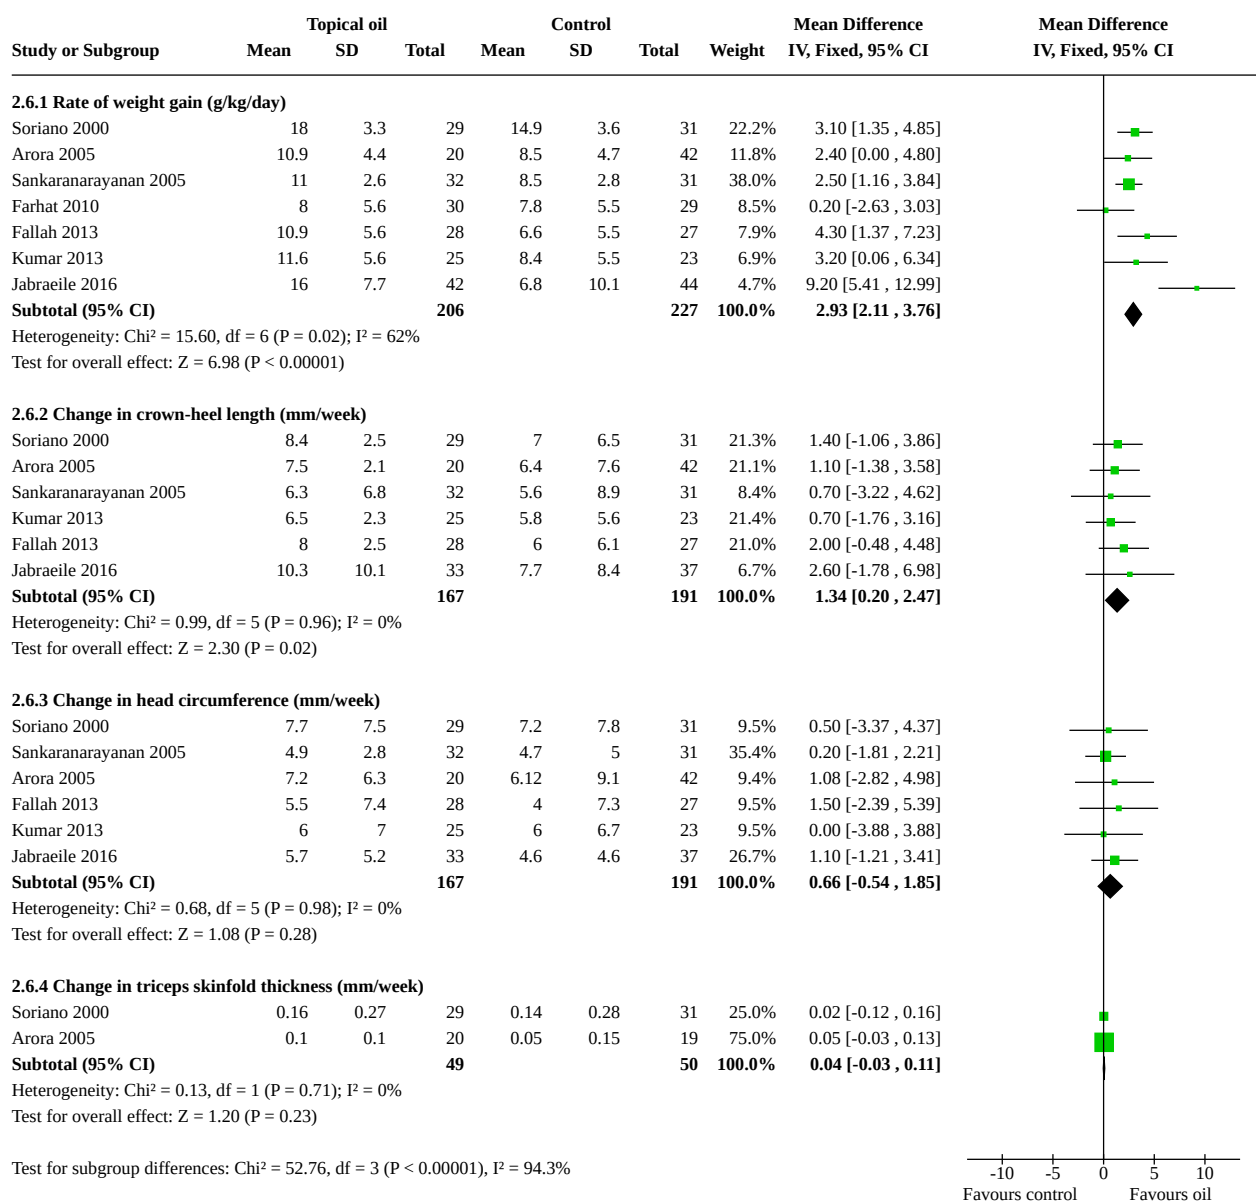 Topical oil Control Mean Difference Mean Difference
Study or Subgroup Mean SD Total Mean SD Total Weight IV, Fixed, 95% CI IV, Fixed, 95% CI
2.6.1 Rate of weight gain (g/kg/day)
Soriano 2000 18 3.3 29 14.9 3.6 31 22.2% 3.10 [1.35 , 4.85]
Arora 2005 10.9 4.4 20 8.5 4.7 42 11.8% 2.40 [0.00 , 4.80]
Sankaranarayanan 2005 11 2.6 32 8.5 2.8 31 38.0% 2.50 [1.16 , 3.84]
Farhat 2010 8 5.6 30 7.8 5.5 29 8.5% 0.20 [-2.63 , 3.03]
Fallah 2013 10.9 5.6 28 6.6 5.5 27 7.9% 4.30 [1.37 , 7.23]
Kumar 2013 11.6 5.6 25 8.4 5.5 23 6.9% 3.20 [0.06 , 6.34]
Jabraeile 2016 16 7.7 42 6.8 10.1 44 4.7% 9.20 [5.41 , 12.99]
Subtotal (95% CI) 206 227 100.0% 2.93 [2.11 , 3.76]
Heterogeneity: Chi² = 15.60, df = 6 (P = 0.02); I² = 62%
Test for overall effect: Z = 6.98 (P < 0.00001)
2.6.2 Change in crown-heel length (mm/week)
Soriano 2000 8.4 2.5 29 7 6.5 31 21.3% 1.40 [-1.06 , 3.86]
Arora 2005 7.5 2.1 20 6.4 7.6 42 21.1% 1.10 [-1.38 , 3.58]
Sankaranarayanan 2005 6.3 6.8 32 5.6 8.9 31 8.4% 0.70 [-3.22 , 4.62]
Kumar 2013 6.5 2.3 25 5.8 5.6 23 21.4% 0.70 [-1.76 , 3.16]
Fallah 2013 8 2.5 28 6 6.1 27 21.0% 2.00 [-0.48 , 4.48]
Jabraeile 2016 10.3 10.1 33 7.7 8.4 37 6.7% 2.60 [-1.78 , 6.98]
Subtotal (95% CI) 167 191 100.0% 1.34 [0.20 , 2.47]
Heterogeneity: Chi² = 0.99, df = 5 (P = 0.96); I² = 0%
Test for overall effect: Z = 2.30 (P = 0.02)
2.6.3 Change in head circumference (mm/week)
Soriano 2000 7.7 7.5 29 7.2 7.8 31 9.5% 0.50 [-3.37 , 4.37]
Sankaranarayanan 2005 4.9 2.8 32 4.7 5 31 35.4% 0.20 [-1.81 , 2.21]
Arora 2005 7.2 6.3 20 6.12 9.1 42 9.4% 1.08 [-2.82 , 4.98]
Fallah 2013 5.5 7.4 28 4 7.3 27 9.5% 1.50 [-2.39 , 5.39]
Kumar 2013 6 7 25 6 6.7 23 9.5% 0.00 [-3.88 , 3.88]
Jabraeile 2016 5.7 5.2 33 4.6 4.6 37 26.7% 1.10 [-1.21 , 3.41]
Subtotal (95% CI) 167 191 100.0% 0.66 [-0.54 , 1.85]
Heterogeneity: Chi² = 0.68, df = 5 (P = 0.98); I² = 0%
Test for overall effect: Z = 1.08 (P = 0.28)
2.6.4 Change in triceps skinfold thickness (mm/week)
Soriano 2000 0.16 0.27 29 0.14 0.28 31 25.0% 0.02 [-0.12 , 0.16]
Arora 2005 0.1 0.1 20 0.05 0.15 19 75.0% 0.05 [-0.03 , 0.13]
Subtotal (95% CI) 49 50 100.0% 0.04 [-0.03 , 0.11]
Heterogeneity: Chi² = 0.13, df = 1 (P = 0.71); I² = 0%
Test for overall effect: Z = 1.20 (P = 0.23)
Test for subgroup differences: Chi² = 52.76, df = 3 (P < 0.00001), I² = 94.3%
-10 -5 0 5 10
Favours control Favours oil